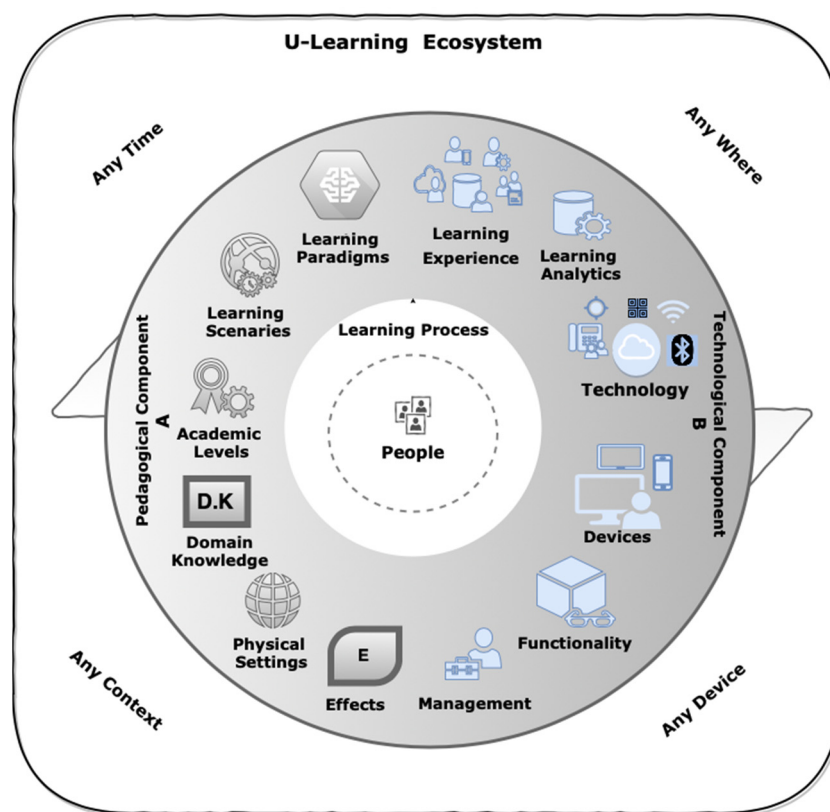 U-Learning Ecosystem
Any Time
Any Where
Learning
Paradigms
Learning
Experience
Learning
Analytics
Learning
Scenaries
Learning Process
Technology
Pedagogical Component
A
Technological Component
B
Academic
Levels
People
D.K
Domain
Knowledge
Devices
Physical
Settings
Functionality
E
Effects
Management
Any Context
Any Device